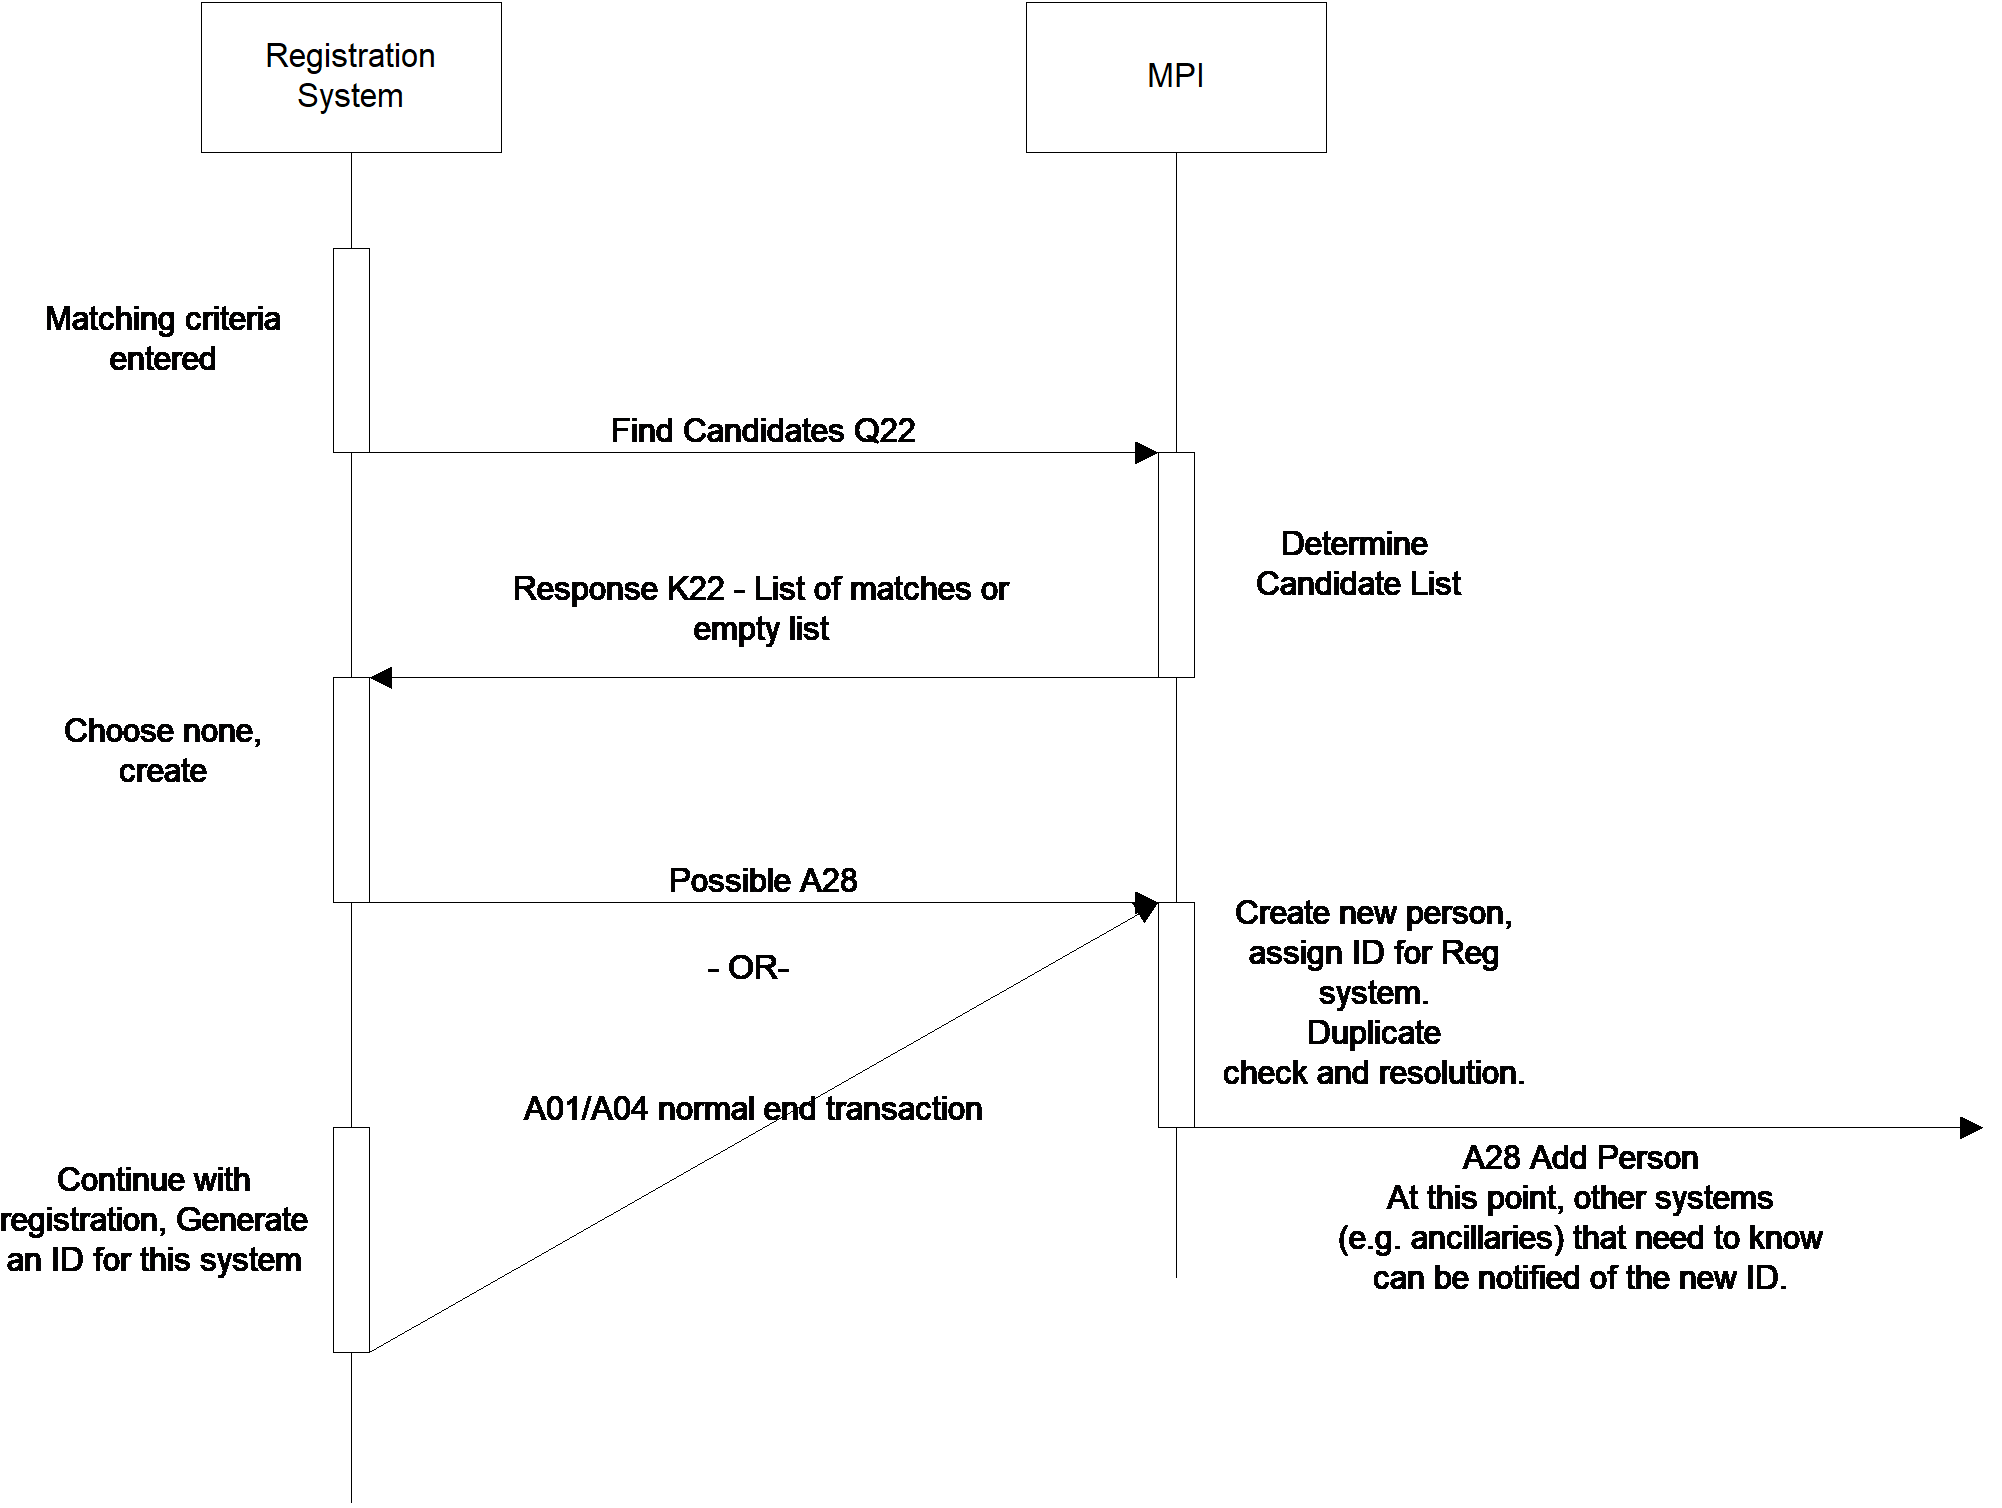 Registration
System
MPI
Matching criteria
entered
Find Candidates Q22
Determine
Candidate List
Response K22 - List of matches or
empty list
Choose none,
create
Possible A28
Create new person,
assign ID for Reg
system.
Duplicate
check and resolution.
- OR-
A01/A04 normal end transaction
Continue with
registration, Generate
an ID for this system
A28 Add Person
At this point, other systems
(e.g. ancillaries) that need to know
can be notified of the new ID.